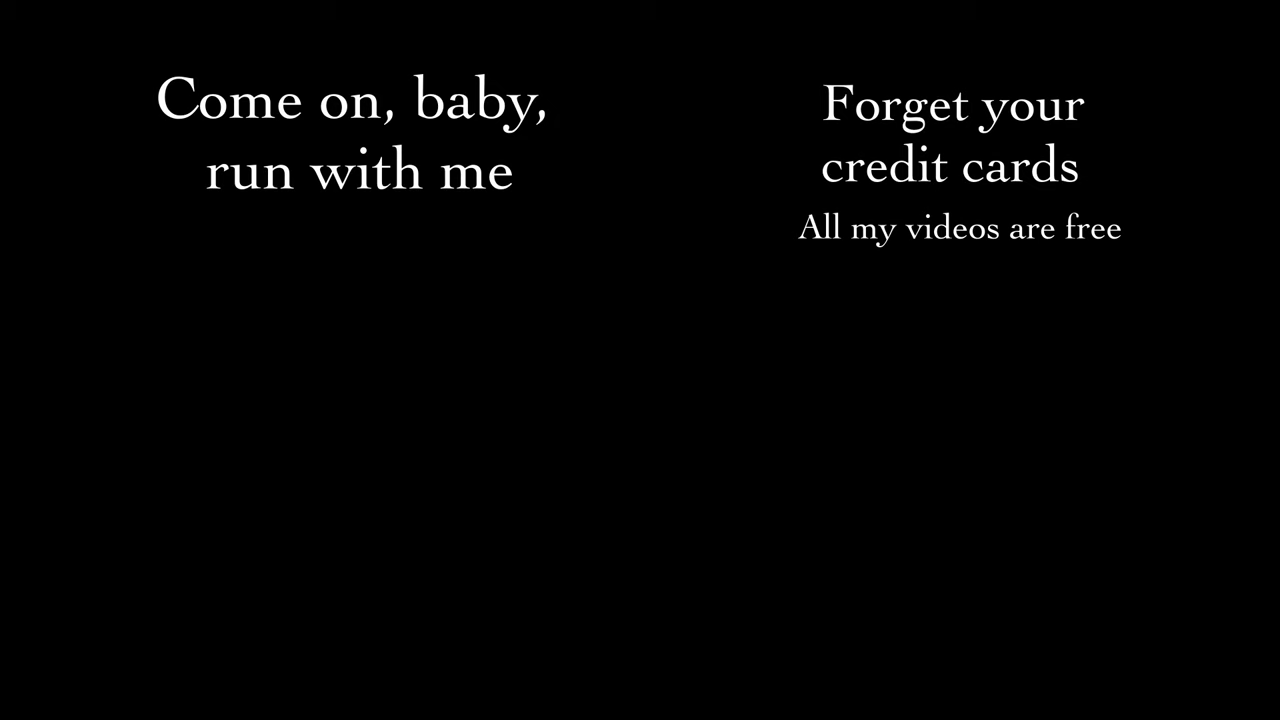 Come on, baby,
run with me
Forget your
credit cards
All my videos are free